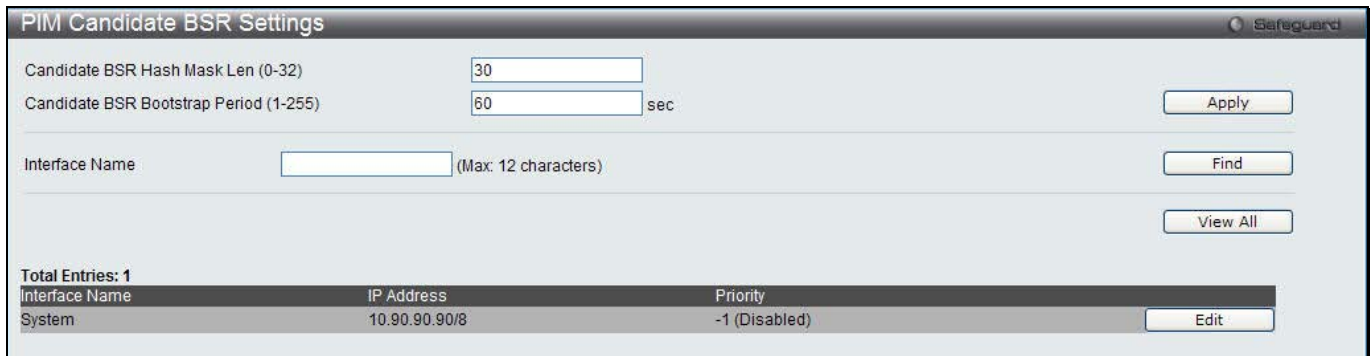 PIM Candidate BSR Settings Safeguard
Candidate BSR Hash Mask Len (0-32) 30
Candidate BSR Bootstrap Period (1-255) 60 sec Apply
Interface Name (Max: 12 characters) Find
View All
Total Entries: 1
Interface Name IP Address Priority
System 10.90.90.90/8 -1 (Disabled) Edit